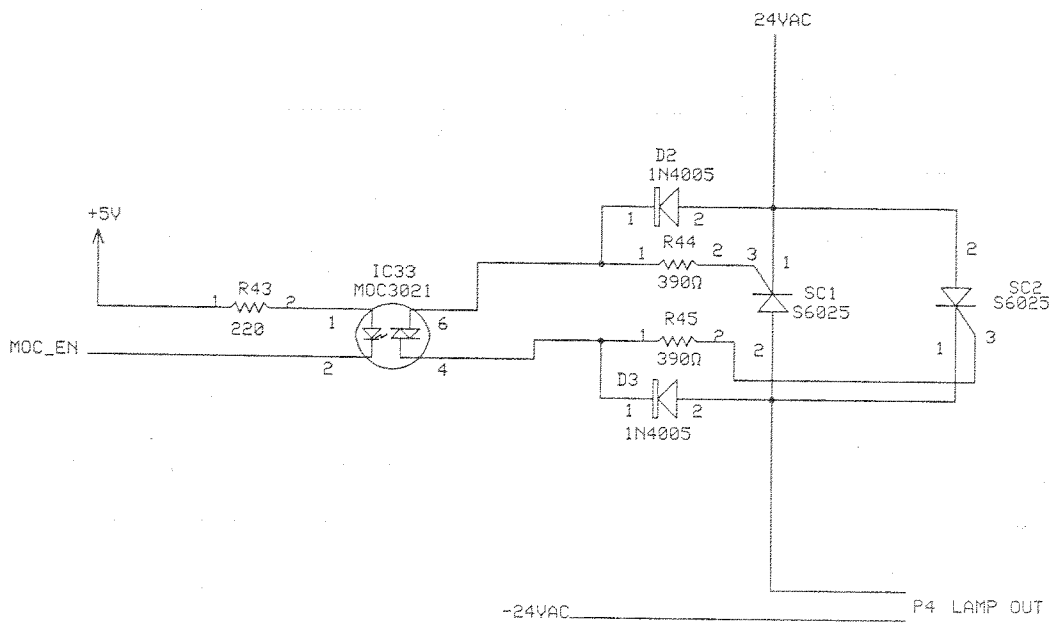 24VAC
D2
1N4005
1
2
+5V
R44
1
2
3
1
390Ω
2
IC33
MOC3021
R43
1
2
220
1
6
SC1
S6025
SC2
S6025
R45
1
2
390Ω
2
1
3
MOC_EN
2
4
D3
1
2
1N4005
-24VAC
P4 LAMP OUT